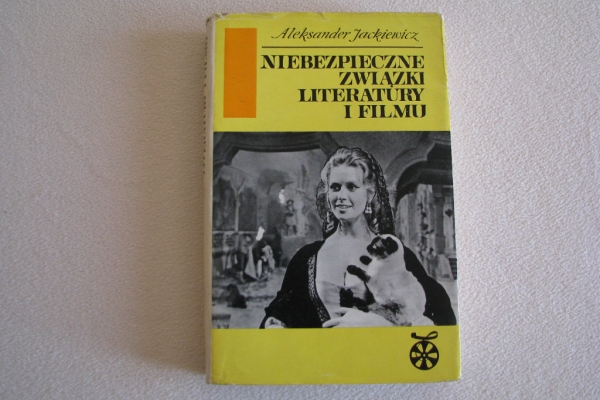 Aleksander Jackiewicz
NIEBEZPIECZNE
ZWIĄZKI
LITERATURY
I FILMU